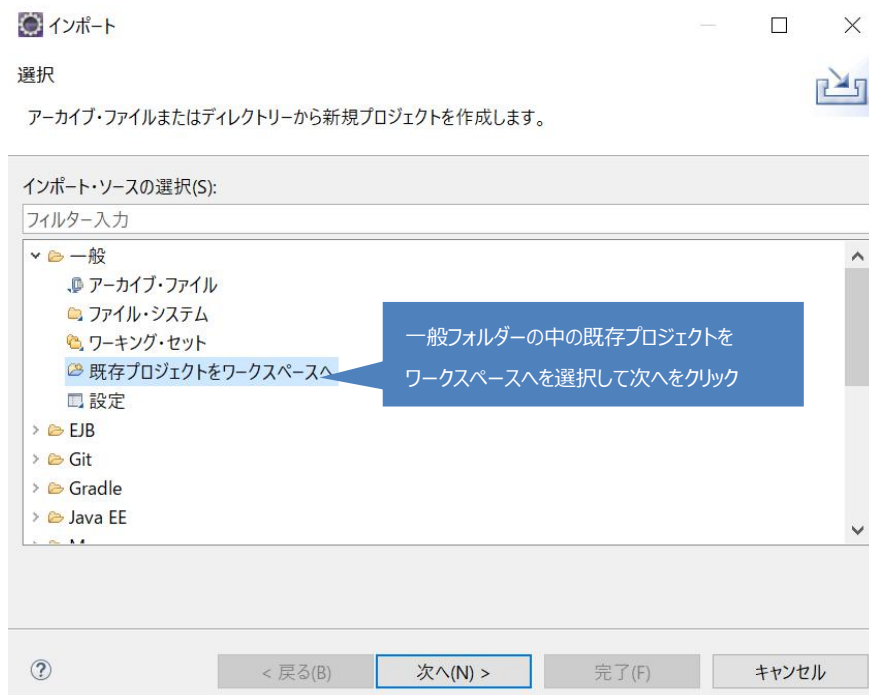 インポート
選択
アーカイブ・ファイルまたはディレクトリーから新規プロジェクトを作成します。
インポート・ソースの選択(S):
フィルター入力
一般
アーカイブ・ファイル
ファイル・システム
ワーキング・セット
既存プロジェクトをワークスペースへ
設定
一般フォルダーの中の既存プロジェクトを
ワークスペースへを選択して次へをクリック
EJB
Git
Gradle
Java EE
< 戻る(B)
次へ(N) >
完了(F)
キャンセル